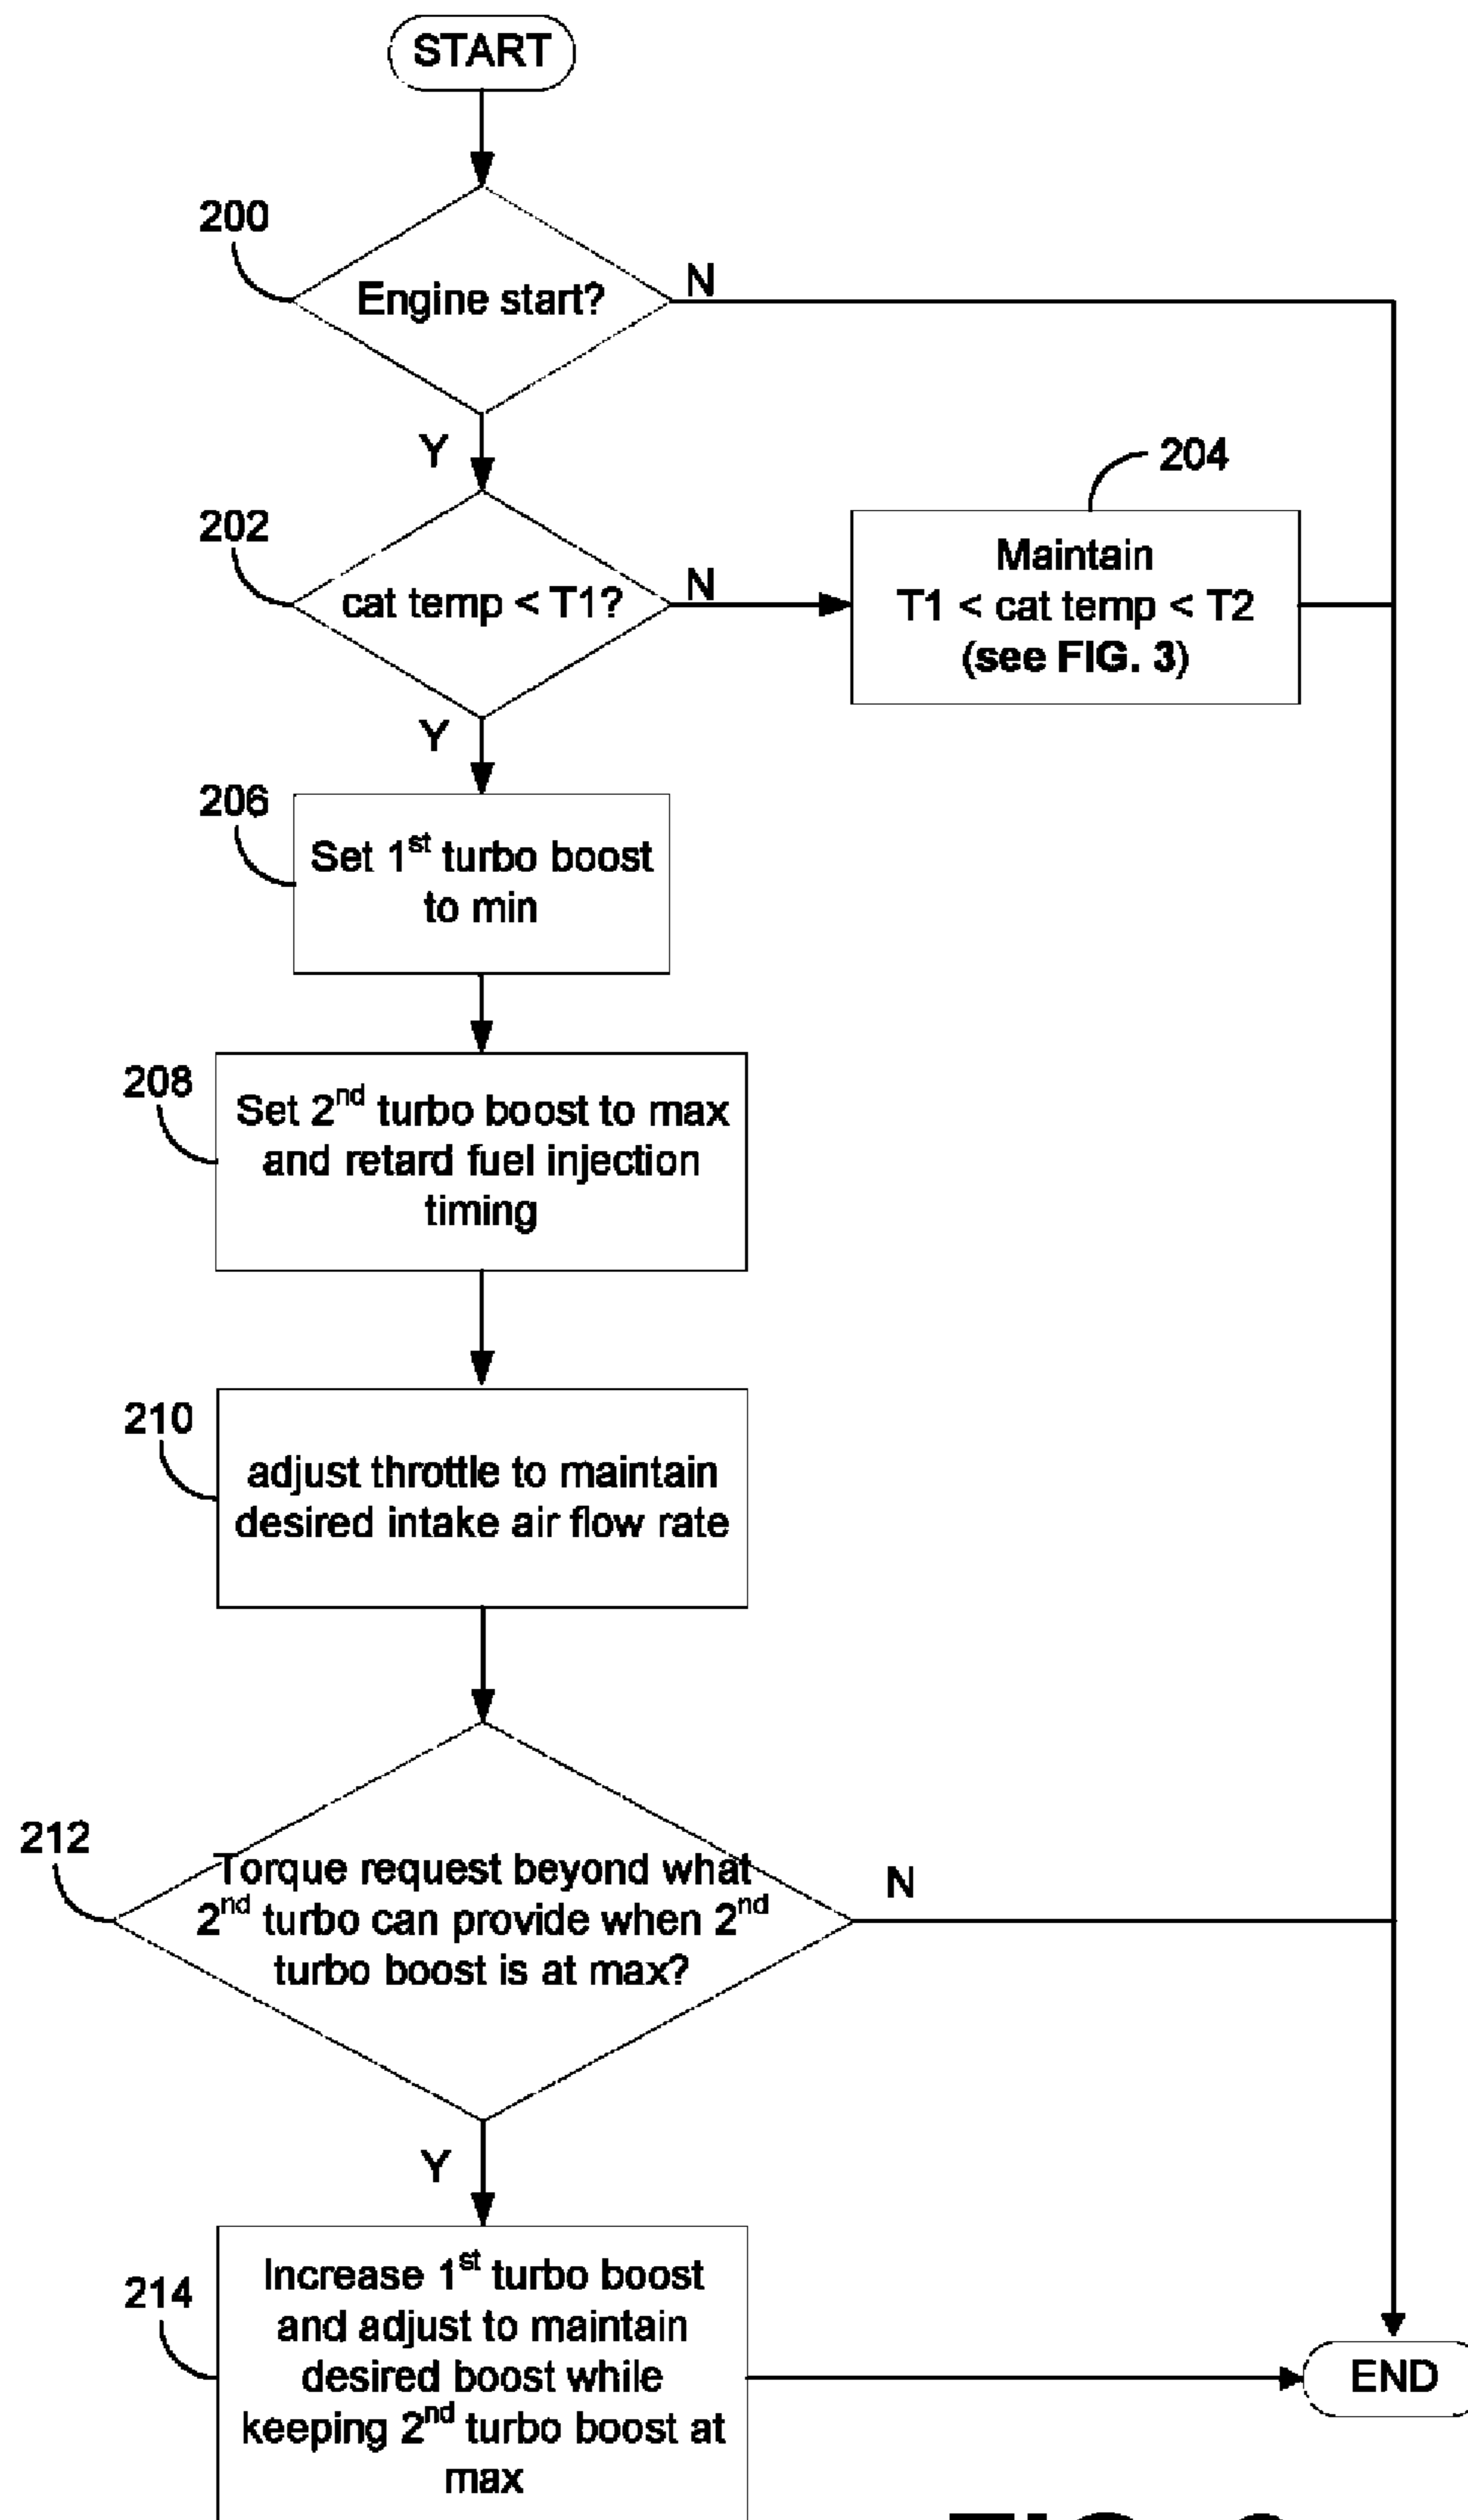 START
200
Engine start?
N
Y
204
202
cat temp < T1?
N
Maintain
T1 < cat temp < T2
(see FIG. 3)
Y
206
Set 1st turbo boost
to min
208
Set 2nd turbo boost to max
and retard fuel injection
timing
210
adjust throttle to maintain
desired intake air flow rate
212
Torque request beyond what
2nd turbo can provide when 2nd
turbo boost is at max?
N
Y
214
Increase 1st turbo boost
and adjust to maintain
desired boost while
keeping 2nd turbo boost at
max
END